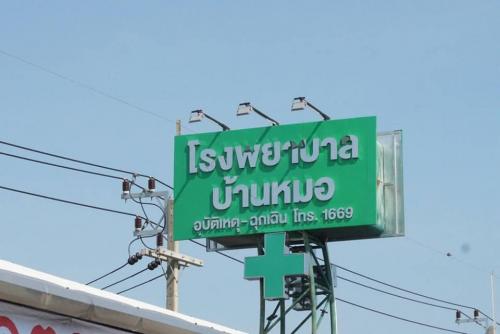 โรงพยาบาล
บ้านหมอ
อุบัติเหตุ-ฉุกเฉิน โทร. 1669